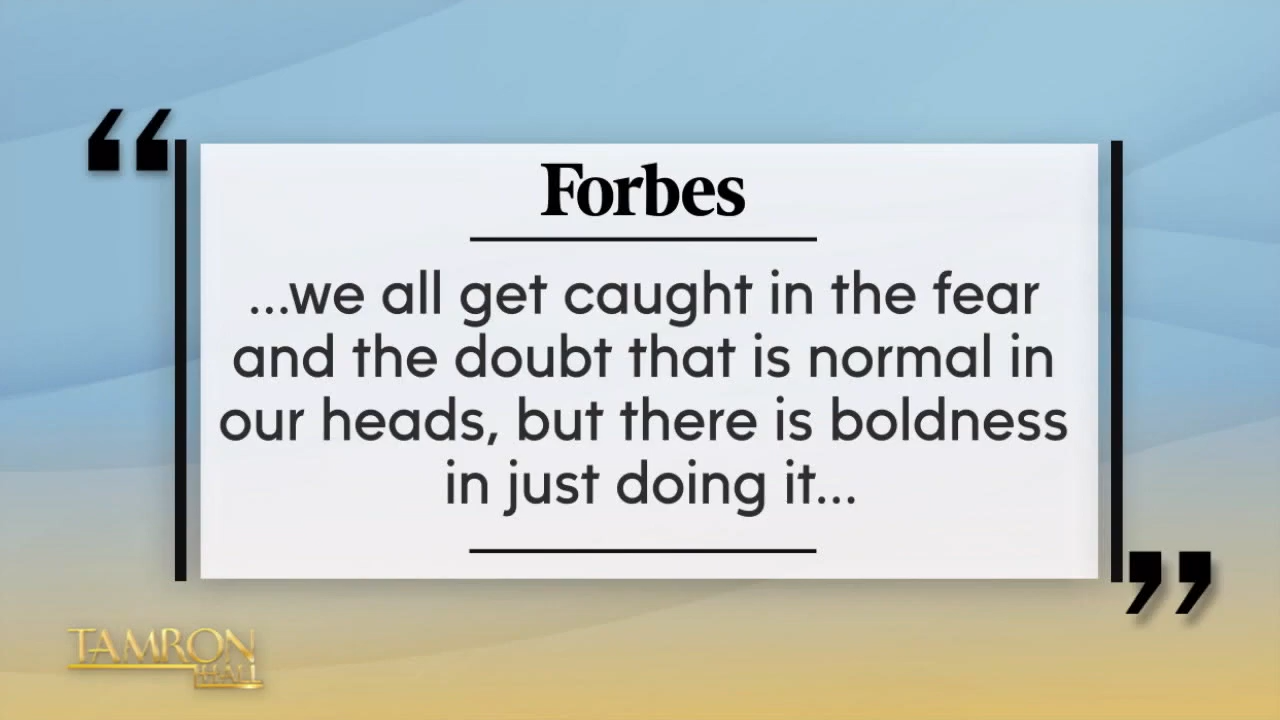 “
Forbes
...we all get caught in the fear
and the doubt that is normal in
our heads, but there is boldness
in just doing it...
”
TAMRON
HALL